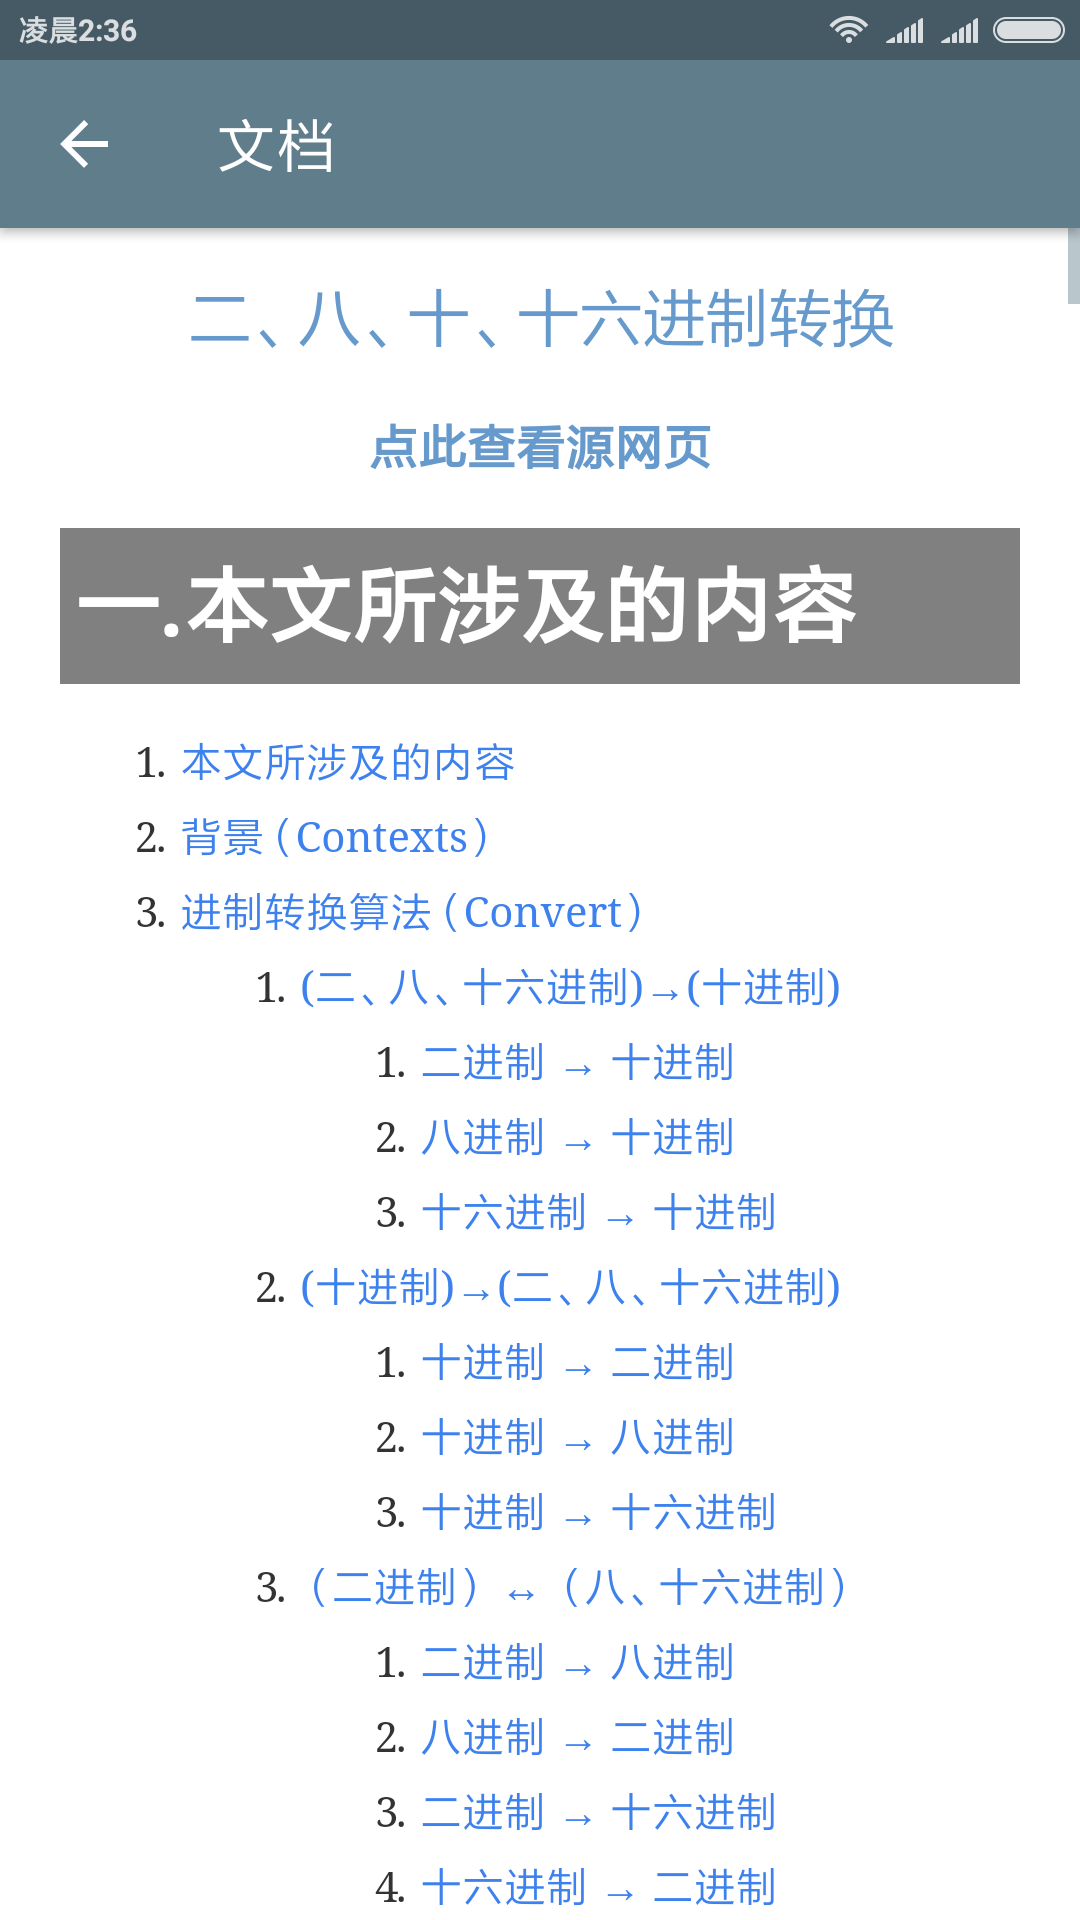 凌晨2:36
文档
二、八、十、十六进制转换
点此查看源网页
一.本文所涉及的内容
1. 本文所涉及的内容
2. 背景（Contexts）
3. 进制转换算法（Convert）
1. (二、八、十六进制)→(十进制)
1. 二进制 → 十进制
2. 八进制 → 十进制
3. 十六进制 → 十进制
2. (十进制)→(二、八、十六进制)
1. 十进制 → 二进制
2. 十进制 → 八进制
3. 十进制 → 十六进制
3.（二进制）↔（八、十六进制）
1. 二进制 → 八进制
2. 八进制 → 二进制
3. 二进制 → 十六进制
4. 十六进制 → 二进制